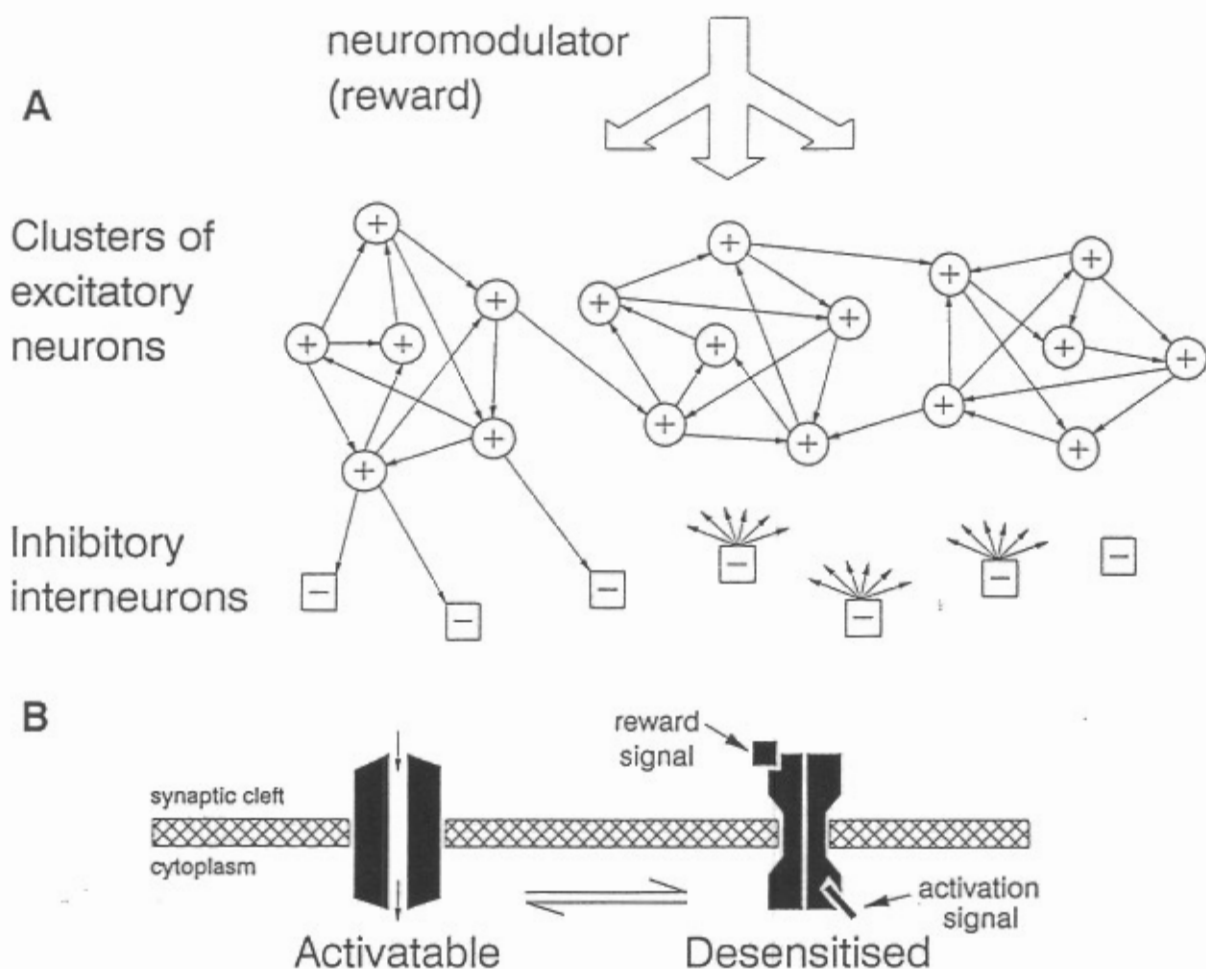 neuromodulator
(reward)
A
Clusters of
excitatory
neurons
+ + + + + +
+ + + + + +
+ + + + + +
Inhibitory
interneurons
− − − − − − −
B
reward
signal
synaptic cleft
cytoplasm
activation
signal
Activatable
Desensitised